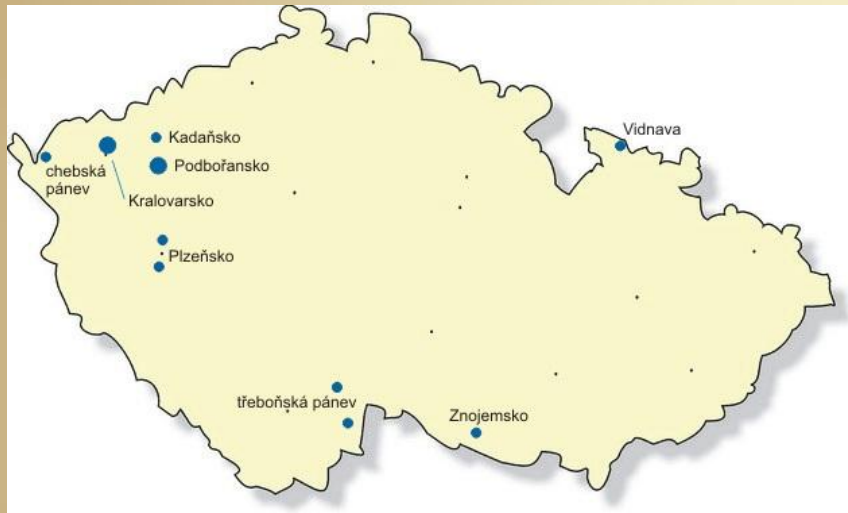 Vidnava
Kadaňsko
Podbořansko
chebská
pánev
Kralovarsko
Plzeňsko
třeboňská pánev
Znojemsko